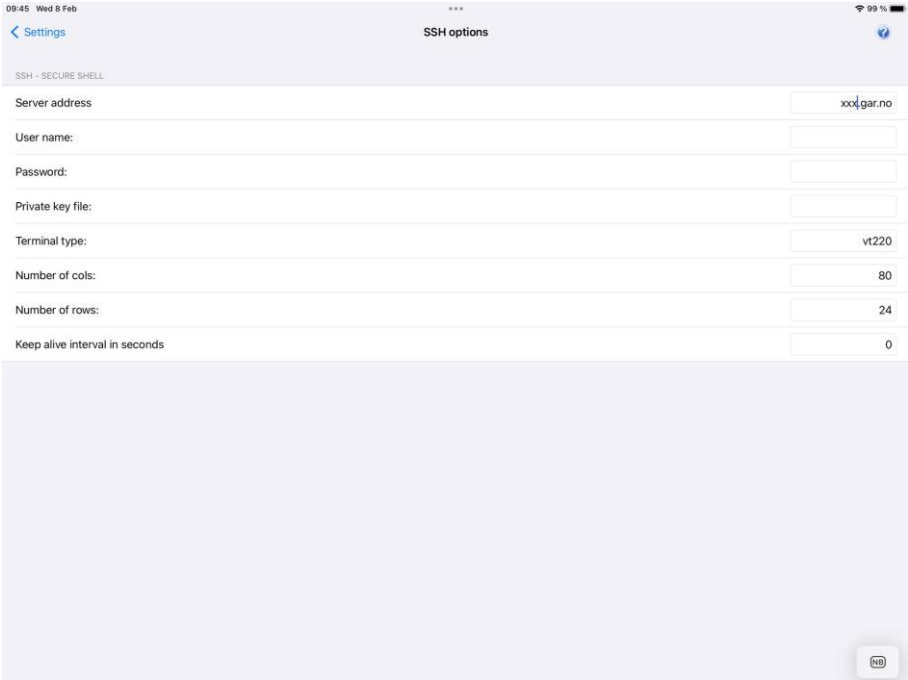 09:45 Wed 8 Feb
99 %
Settings
SSH options
?
SSH - SECURE SHELL
Server address xxx.gar.no
User name:
Password:
Private key file:
Terminal type: vt220
Number of cols: 80
Number of rows: 24
Keep alive interval in seconds 0
NB